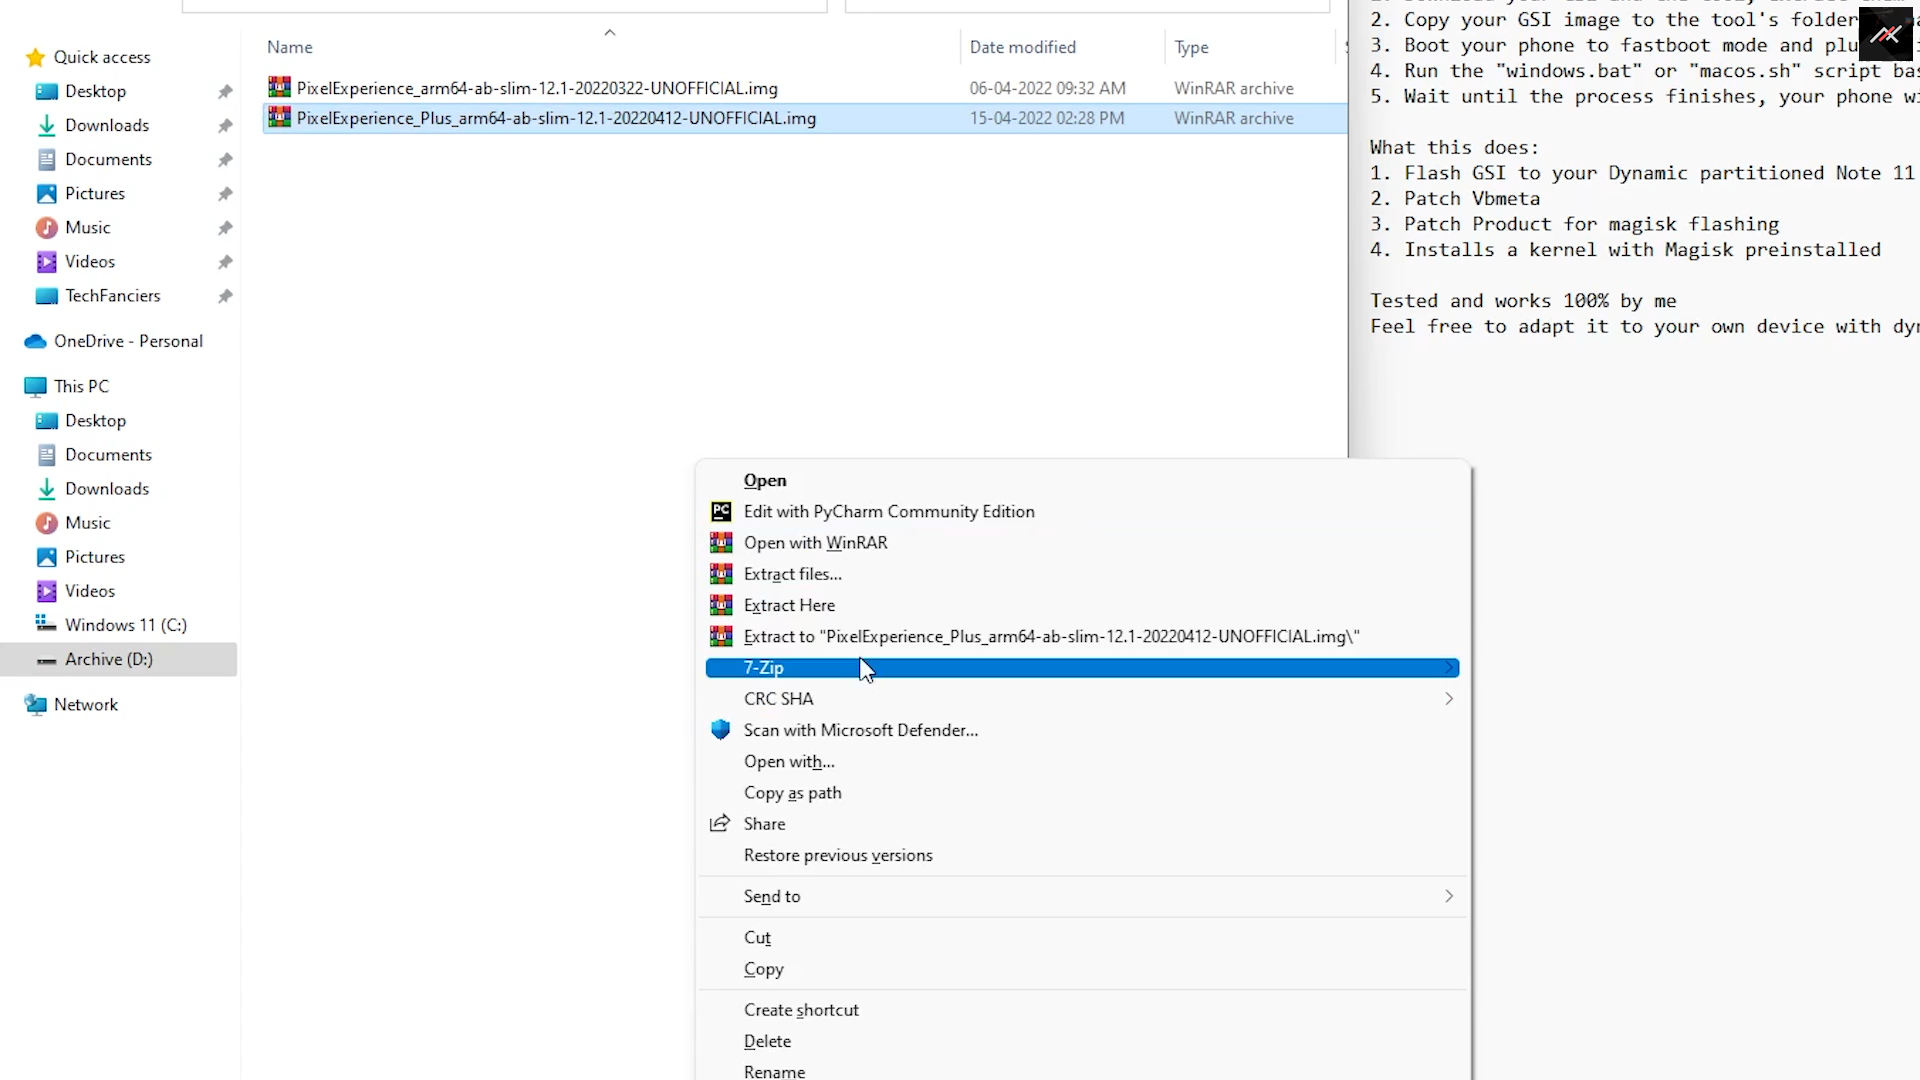 Name
Date modified
Type
Quick access
Desktop
Downloads
Documents
Pictures
Music
Videos
TechFanciers
OneDrive - Personal
This PC
Desktop
Documents
Downloads
Music
Pictures
Videos
Windows 11 (C:)
Archive (D:)
Network
PixelExperience_arm64-ab-slim-12.1-20220322-UNOFFICIAL.img 06-04-2022 09:32 AM WinRAR archive
PixelExperience_Plus_arm64-ab-slim-12.1-20220412-UNOFFICIAL.img 15-04-2022 02:28 PM WinRAR archive
Open
Edit with PyCharm Community Edition
Open with WinRAR
Extract files...
Extract Here
Extract to "PixelExperience_Plus_arm64-ab-slim-12.1-20220412-UNOFFICIAL.img\"
7-Zip
CRC SHA
Scan with Microsoft Defender...
Open with...
Copy as path
Share
Restore previous versions
Send to
Cut
Copy
Create shortcut
Delete
Rename
2. Copy your GSI image to the tool's folder
3. Boot your phone to fastboot mode and
4. Run the "windows.bat" or "macos.sh" script
5. Wait until the process finishes, your phone
What this does:
1. Flash GSI to your Dynamic partitioned Note 11
2. Patch Vbmeta
3. Patch Product for magisk flashing
4. Installs a kernel with Magisk preinstalled
Tested and works 100% by me
Feel free to adapt it to your own device with